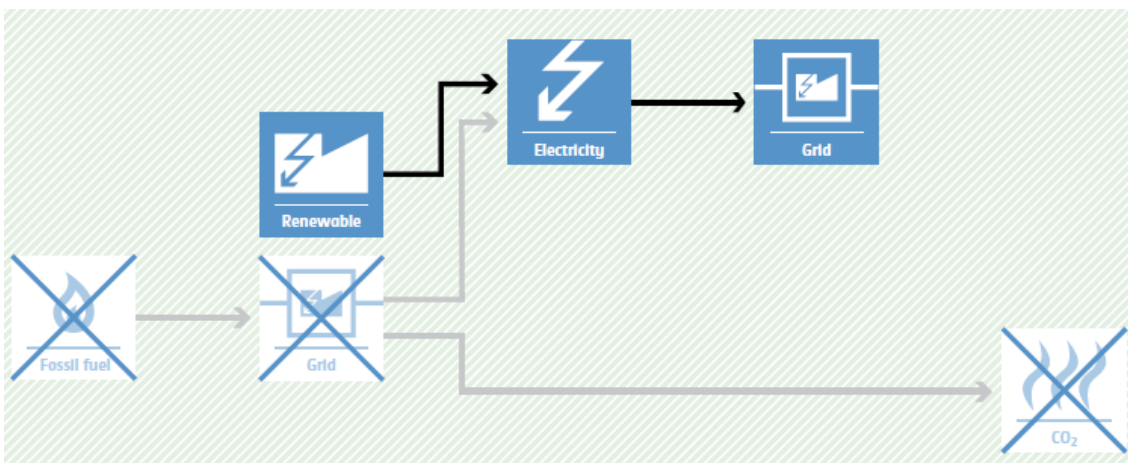 Electricity
Grid
Renewable
Fossil fuel
Grid
CO₂